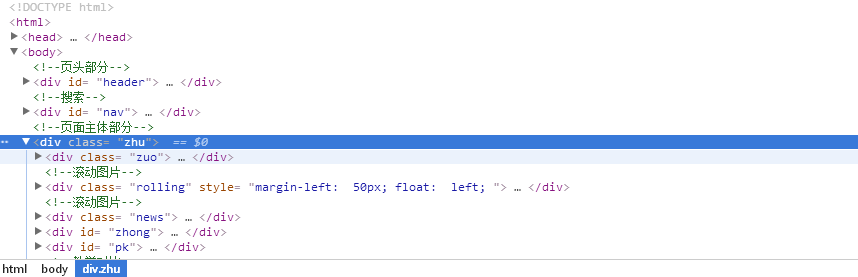 <!DOCTYPE html>
<html>
<head> … </head>
<body>
<!--页头部分-->
<div id= "header"> … </div>
<!--搜索-->
<div id= "nav"> … </div>
<!--页面主体部分-->
<div class= "zhu"> == $0
<div class= "zuo"> … </div>
<!--滚动图片-->
<div class= "rolling" style= "margin-left: 50px; float: left; "> … </div>
<!--滚动图片-->
<div class= "news"> … </div>
<div id= "zhong"> … </div>
<div id= "pk"> … </div>
html body div.zhu